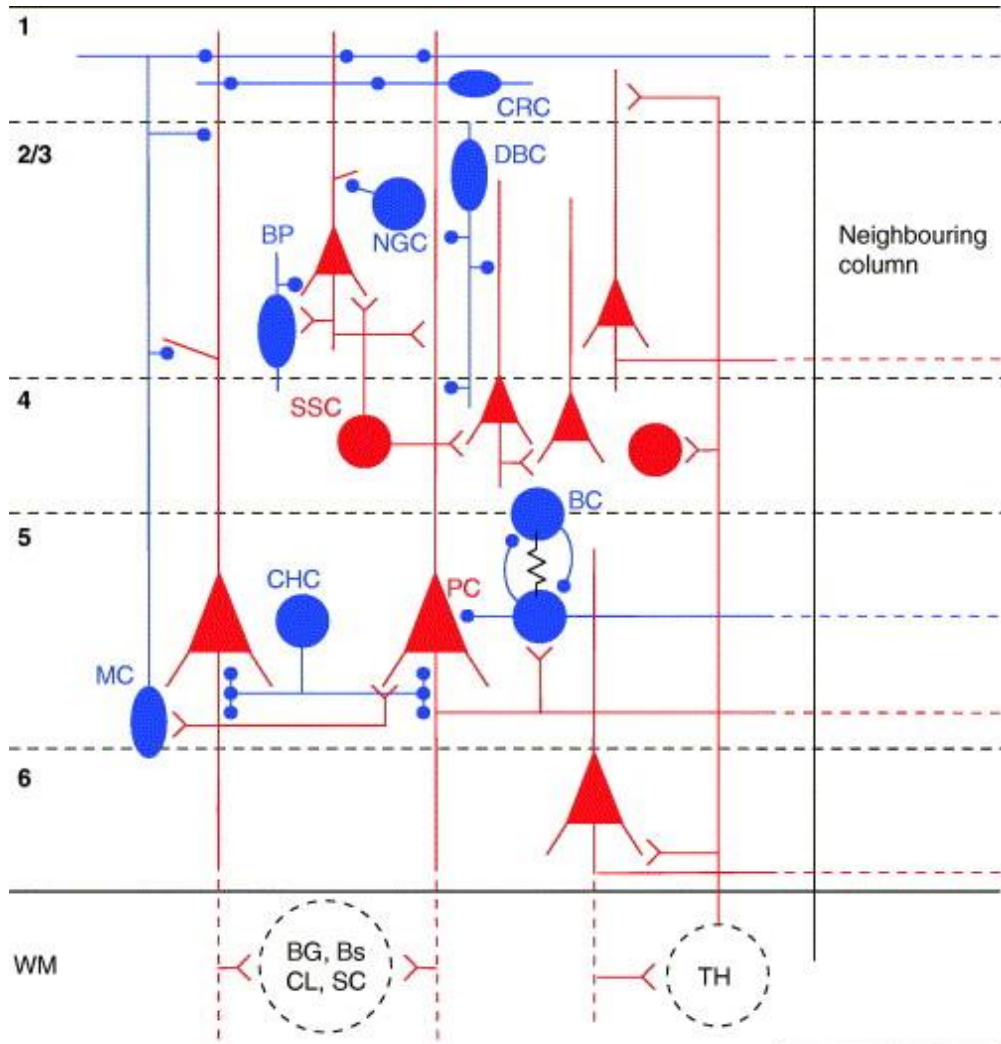 1
CRC
2/3
DBC
NGC
BP
Neighbouring
column
4
SSC
BC
5
CHC
PC
MC
6
WM
BG, Bs
CL, SC
TH